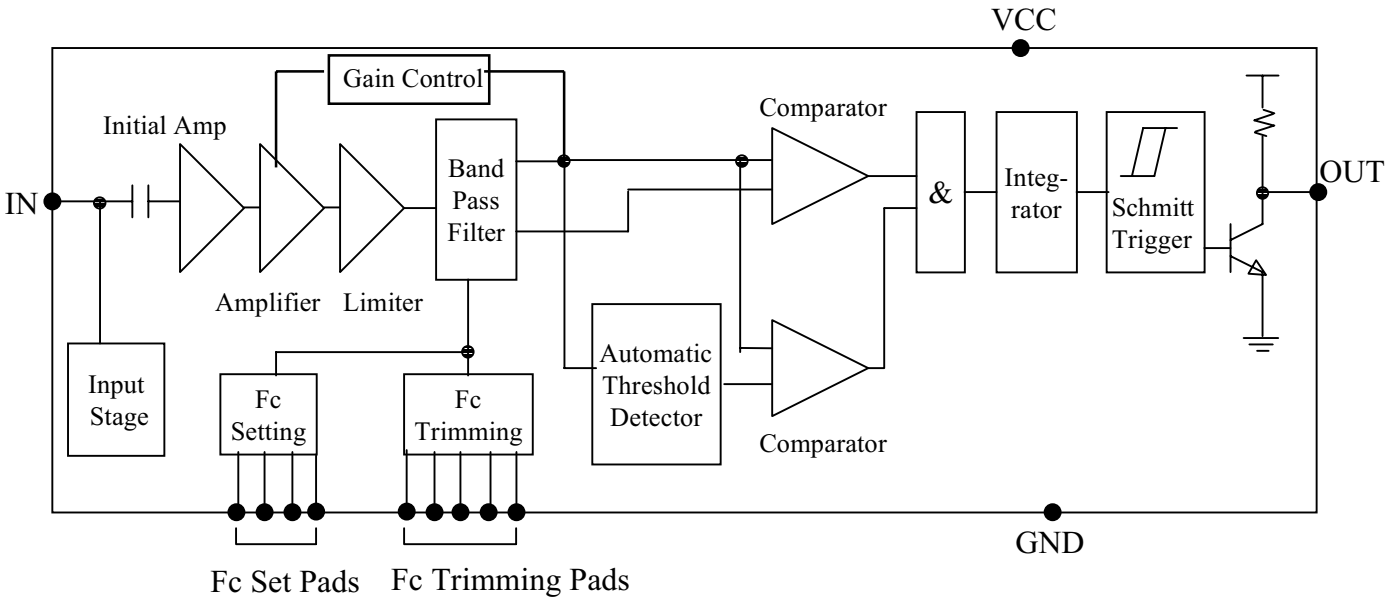 VCC
Gain Control
Initial Amp
Comparator
Band
Pass
Filter
IN
&
Integ-
rator
Schmitt
Trigger
OUT
Amplifier
Limiter
Input
Stage
Fc
Setting
Fc
Trimming
Automatic
Threshold
Detector
Comparator
GND
Fc Set Pads
Fc Trimming Pads